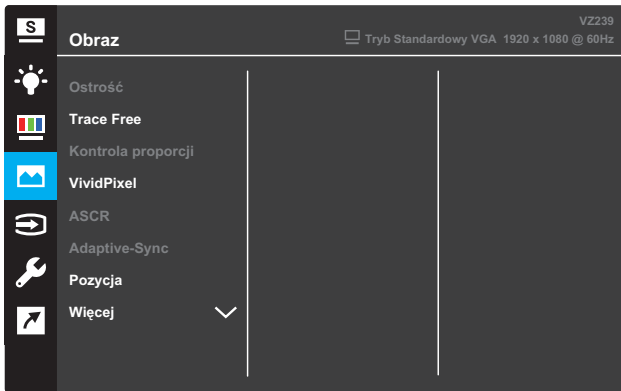 S
VZ239
Obraz
Tryb Standardowy VGA 1920 x 1080 @ 60Hz
Ostrość
Trace Free
Kontrola proporcji
VividPixel
ASCR
Adaptive-Sync
Pozycja
Więcej